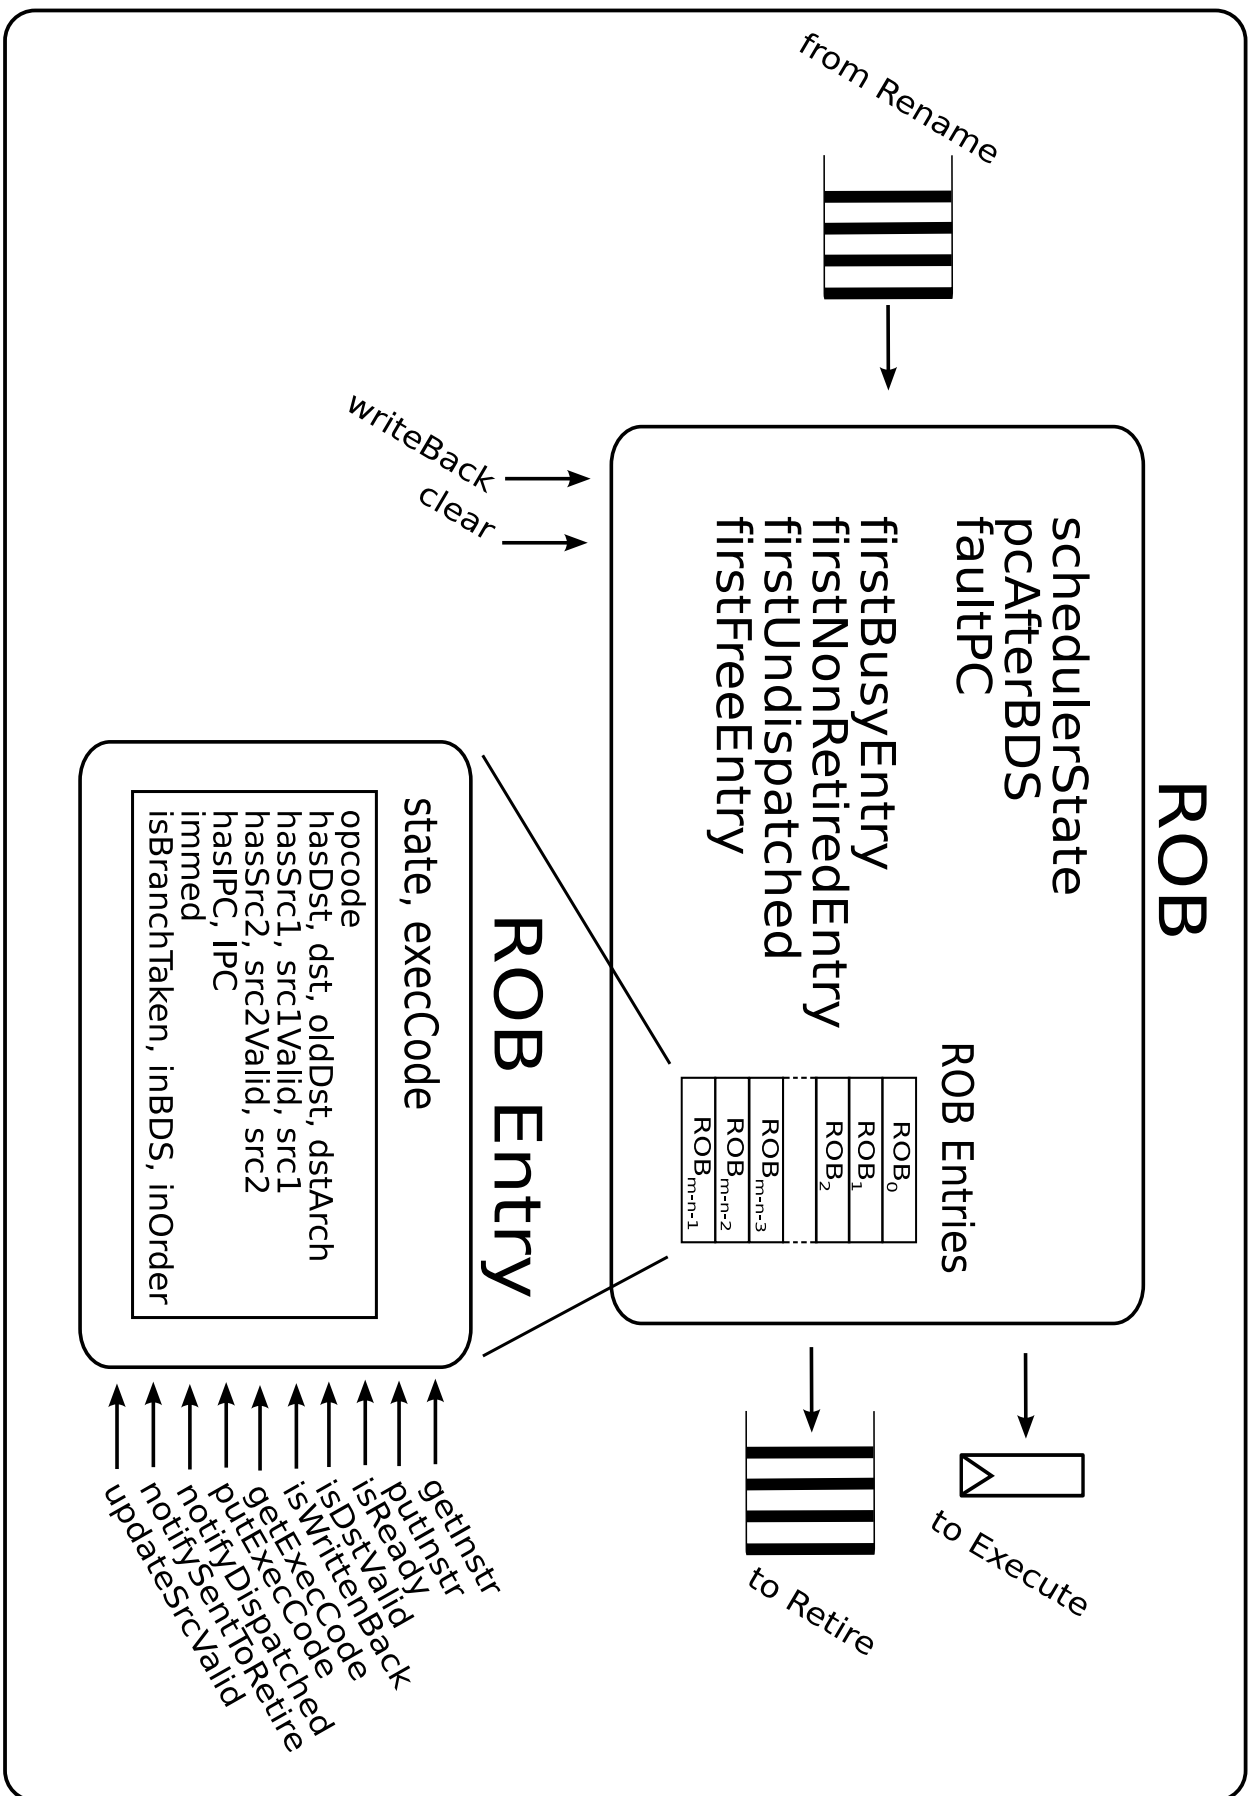 ROB
from Rename
schedulerState
pcAfterBDS
faultPC
firstBusyEntry
firstNonRetiredEntry
firstUndispatched
firstFreeEntry
ROB Entries
ROB0
ROB1
ROB2
ROBm-n-3
ROBm-n-2
ROBm-n-1
to Execute
to Retire
writeBack
clear
ROB Entry
state, execCode
opcode
hasDst, dst, oldDst, dstArch
hasSrc1, src1Valid, src1
hasSrc2, src2Valid, src2
hasIPC, IPC
immed
isBranchTaken, inBDS, inOrder
getInstr
putInstr
isReady
isDstValid
isWrittenBack
getExecCode
putExecCode
notifyDispatched
notifySentToRetire
updateSrcValid